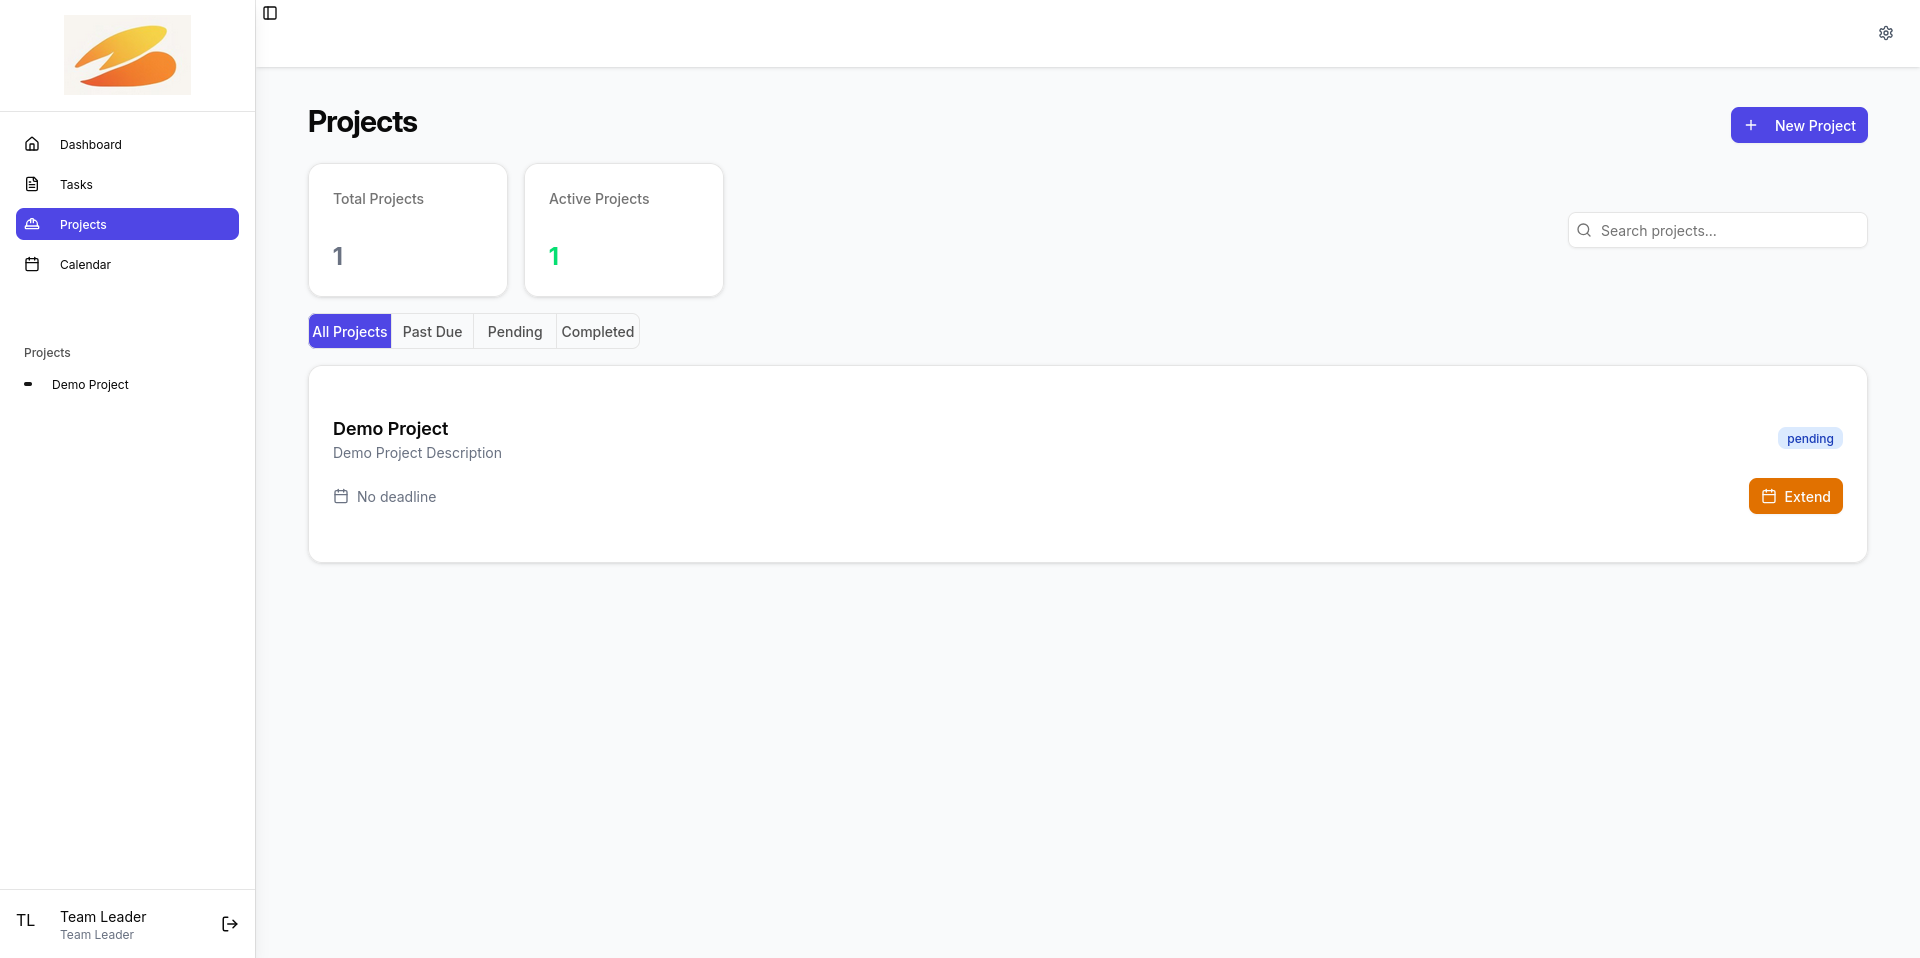 Dashboard
Tasks
Projects
Calendar
Projects
Demo Project
TL
Team Leader
Team Leader
Projects
New Project
Total Projects
1
Active Projects
1
Search projects...
All Projects
Past Due
Pending
Completed
Demo Project
Demo Project Description
pending
No deadline
Extend